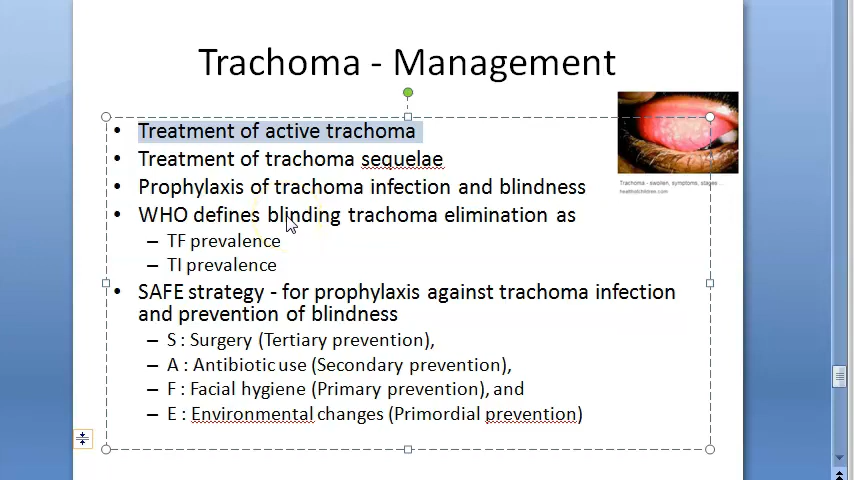 Trachoma - Management
• Treatment of active trachoma
• Treatment of trachoma sequelae
• Prophylaxis of trachoma infection and blindness
• WHO defines blinding trachoma elimination as
– TF prevalence
– TI prevalence
• SAFE strategy - for prophylaxis against trachoma infection
and prevention of blindness
– S : Surgery (Tertiary prevention),
– A : Antibiotic use (Secondary prevention),
– F : Facial hygiene (Primary prevention), and
– E : Environmental changes (Primordial prevention)
Trachoma - swollen, symptoms, stages ...